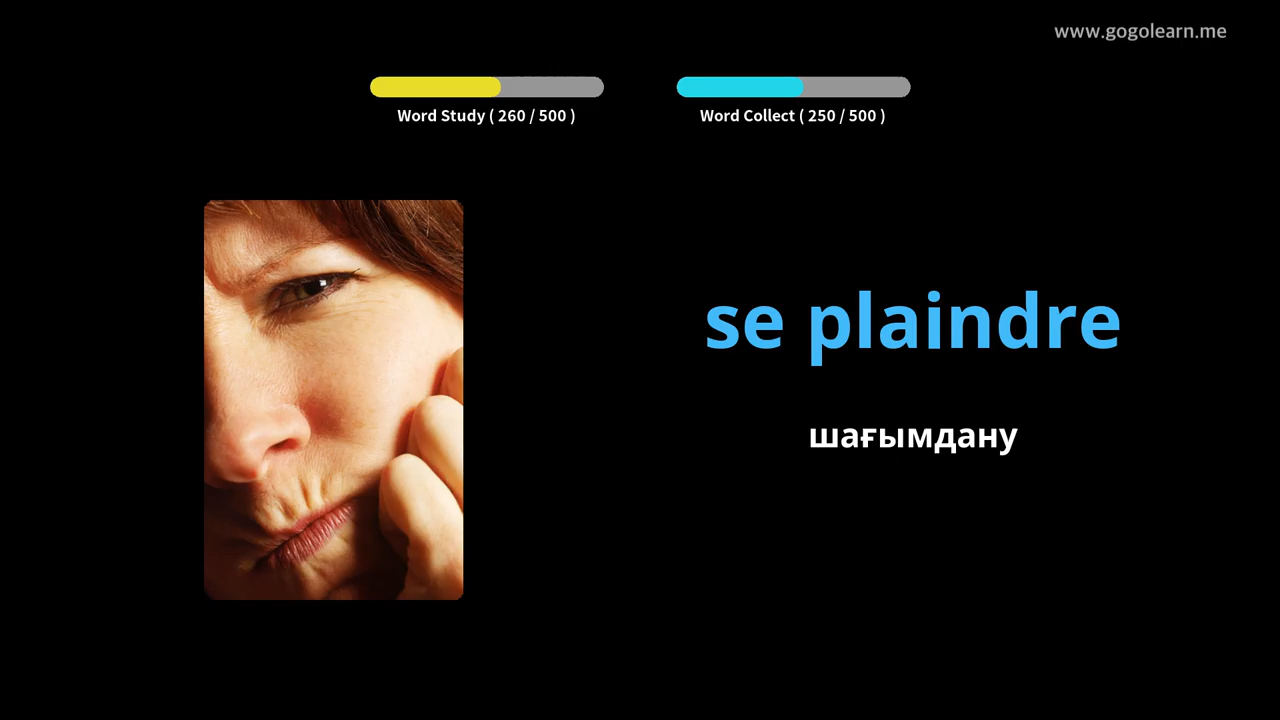 www.gogolearn.me
Word Study ( 260 / 500 )
Word Collect ( 250 / 500 )
se plaindre
шағымдану